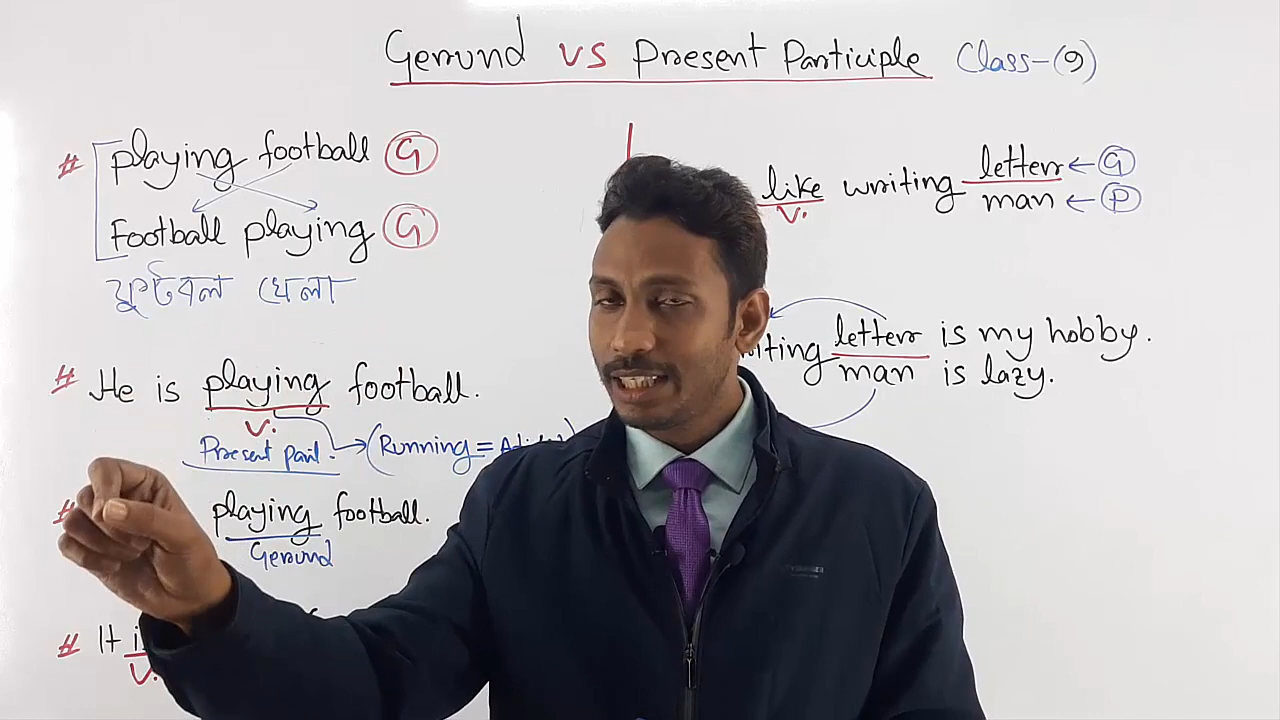 Gerund vs Present Participle Class-(9)
# playing football G
Football playing G
ফুটবল খেলা
# He is playing football.
V.
Present part. → (Running =
# playing football.
Gerund
# It
V.
like writing letter ← G
V. man ← P
letter is my hobby.
man is lazy.